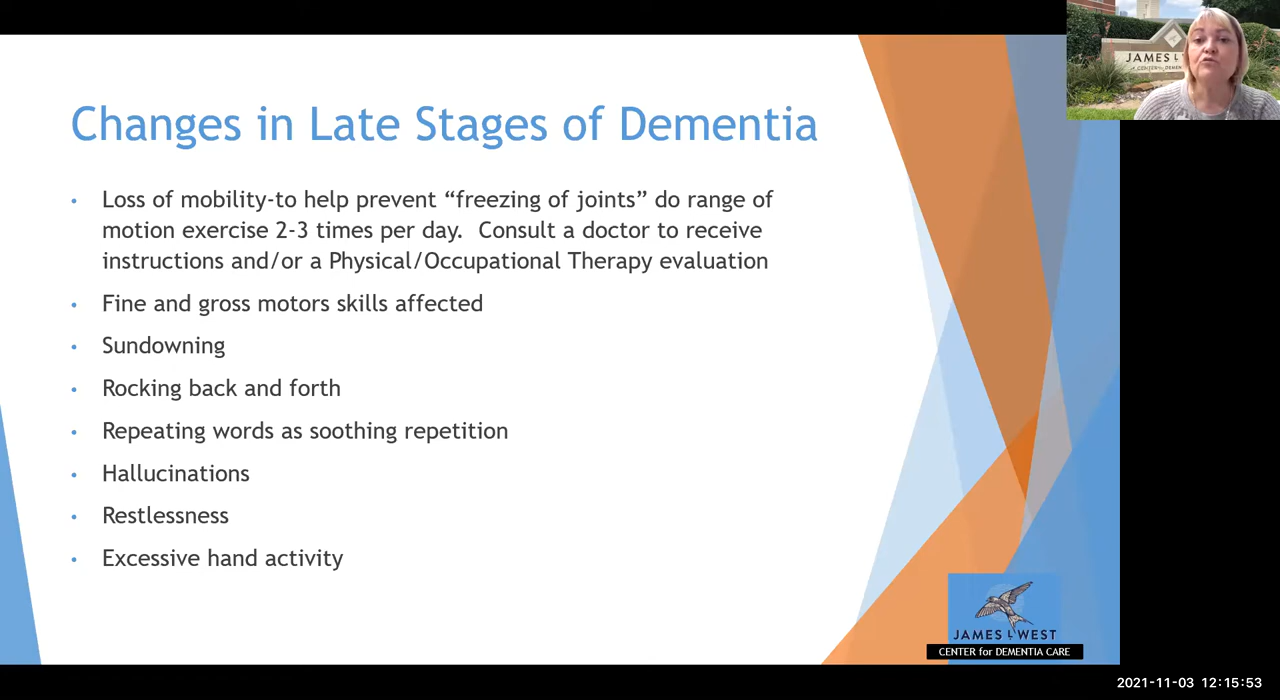 JAMES L
A CENTER for DEMEN
Changes in Late Stages of Dementia
• Loss of mobility-to help prevent “freezing of joints” do range of
motion exercise 2-3 times per day.  Consult a doctor to receive
instructions and/or a Physical/Occupational Therapy evaluation
• Fine and gross motors skills affected
• Sundowning
• Rocking back and forth
• Repeating words as soothing repetition
• Hallucinations
• Restlessness
• Excessive hand activity
JAMES L WEST
CENTER for DEMENTIA CARE
2021-11-03 12:15:53